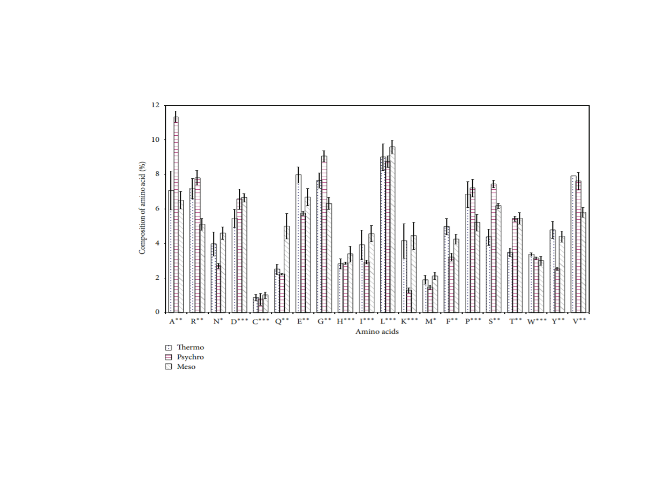 12
10
8
6
4
2
0
Composition of amino acid (%)
A** R** N* D*** C*** Q** E** G** H*** I*** L*** K*** M* F** P*** S** T** W*** Y** V**
Amino acids
Thermo
Psychro
Meso